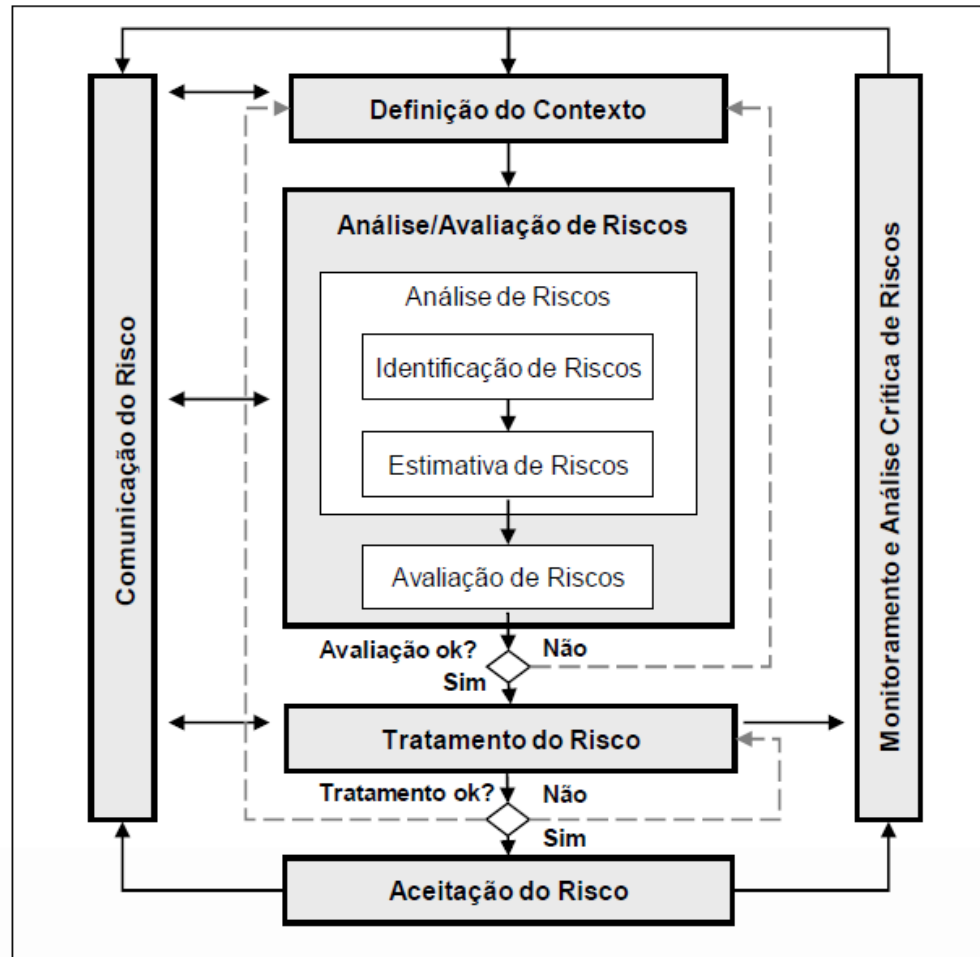 Definição do Contexto
Análise/Avaliação de Riscos
Análise de Riscos
Identificação de Riscos
Estimativa de Riscos
Avaliação de Riscos
Avaliação ok?
Não
Sim
Tratamento do Risco
Tratamento ok?
Não
Sim
Aceitação do Risco
Comunicação do Risco
Monitoramento e Análise Crítica de Riscos